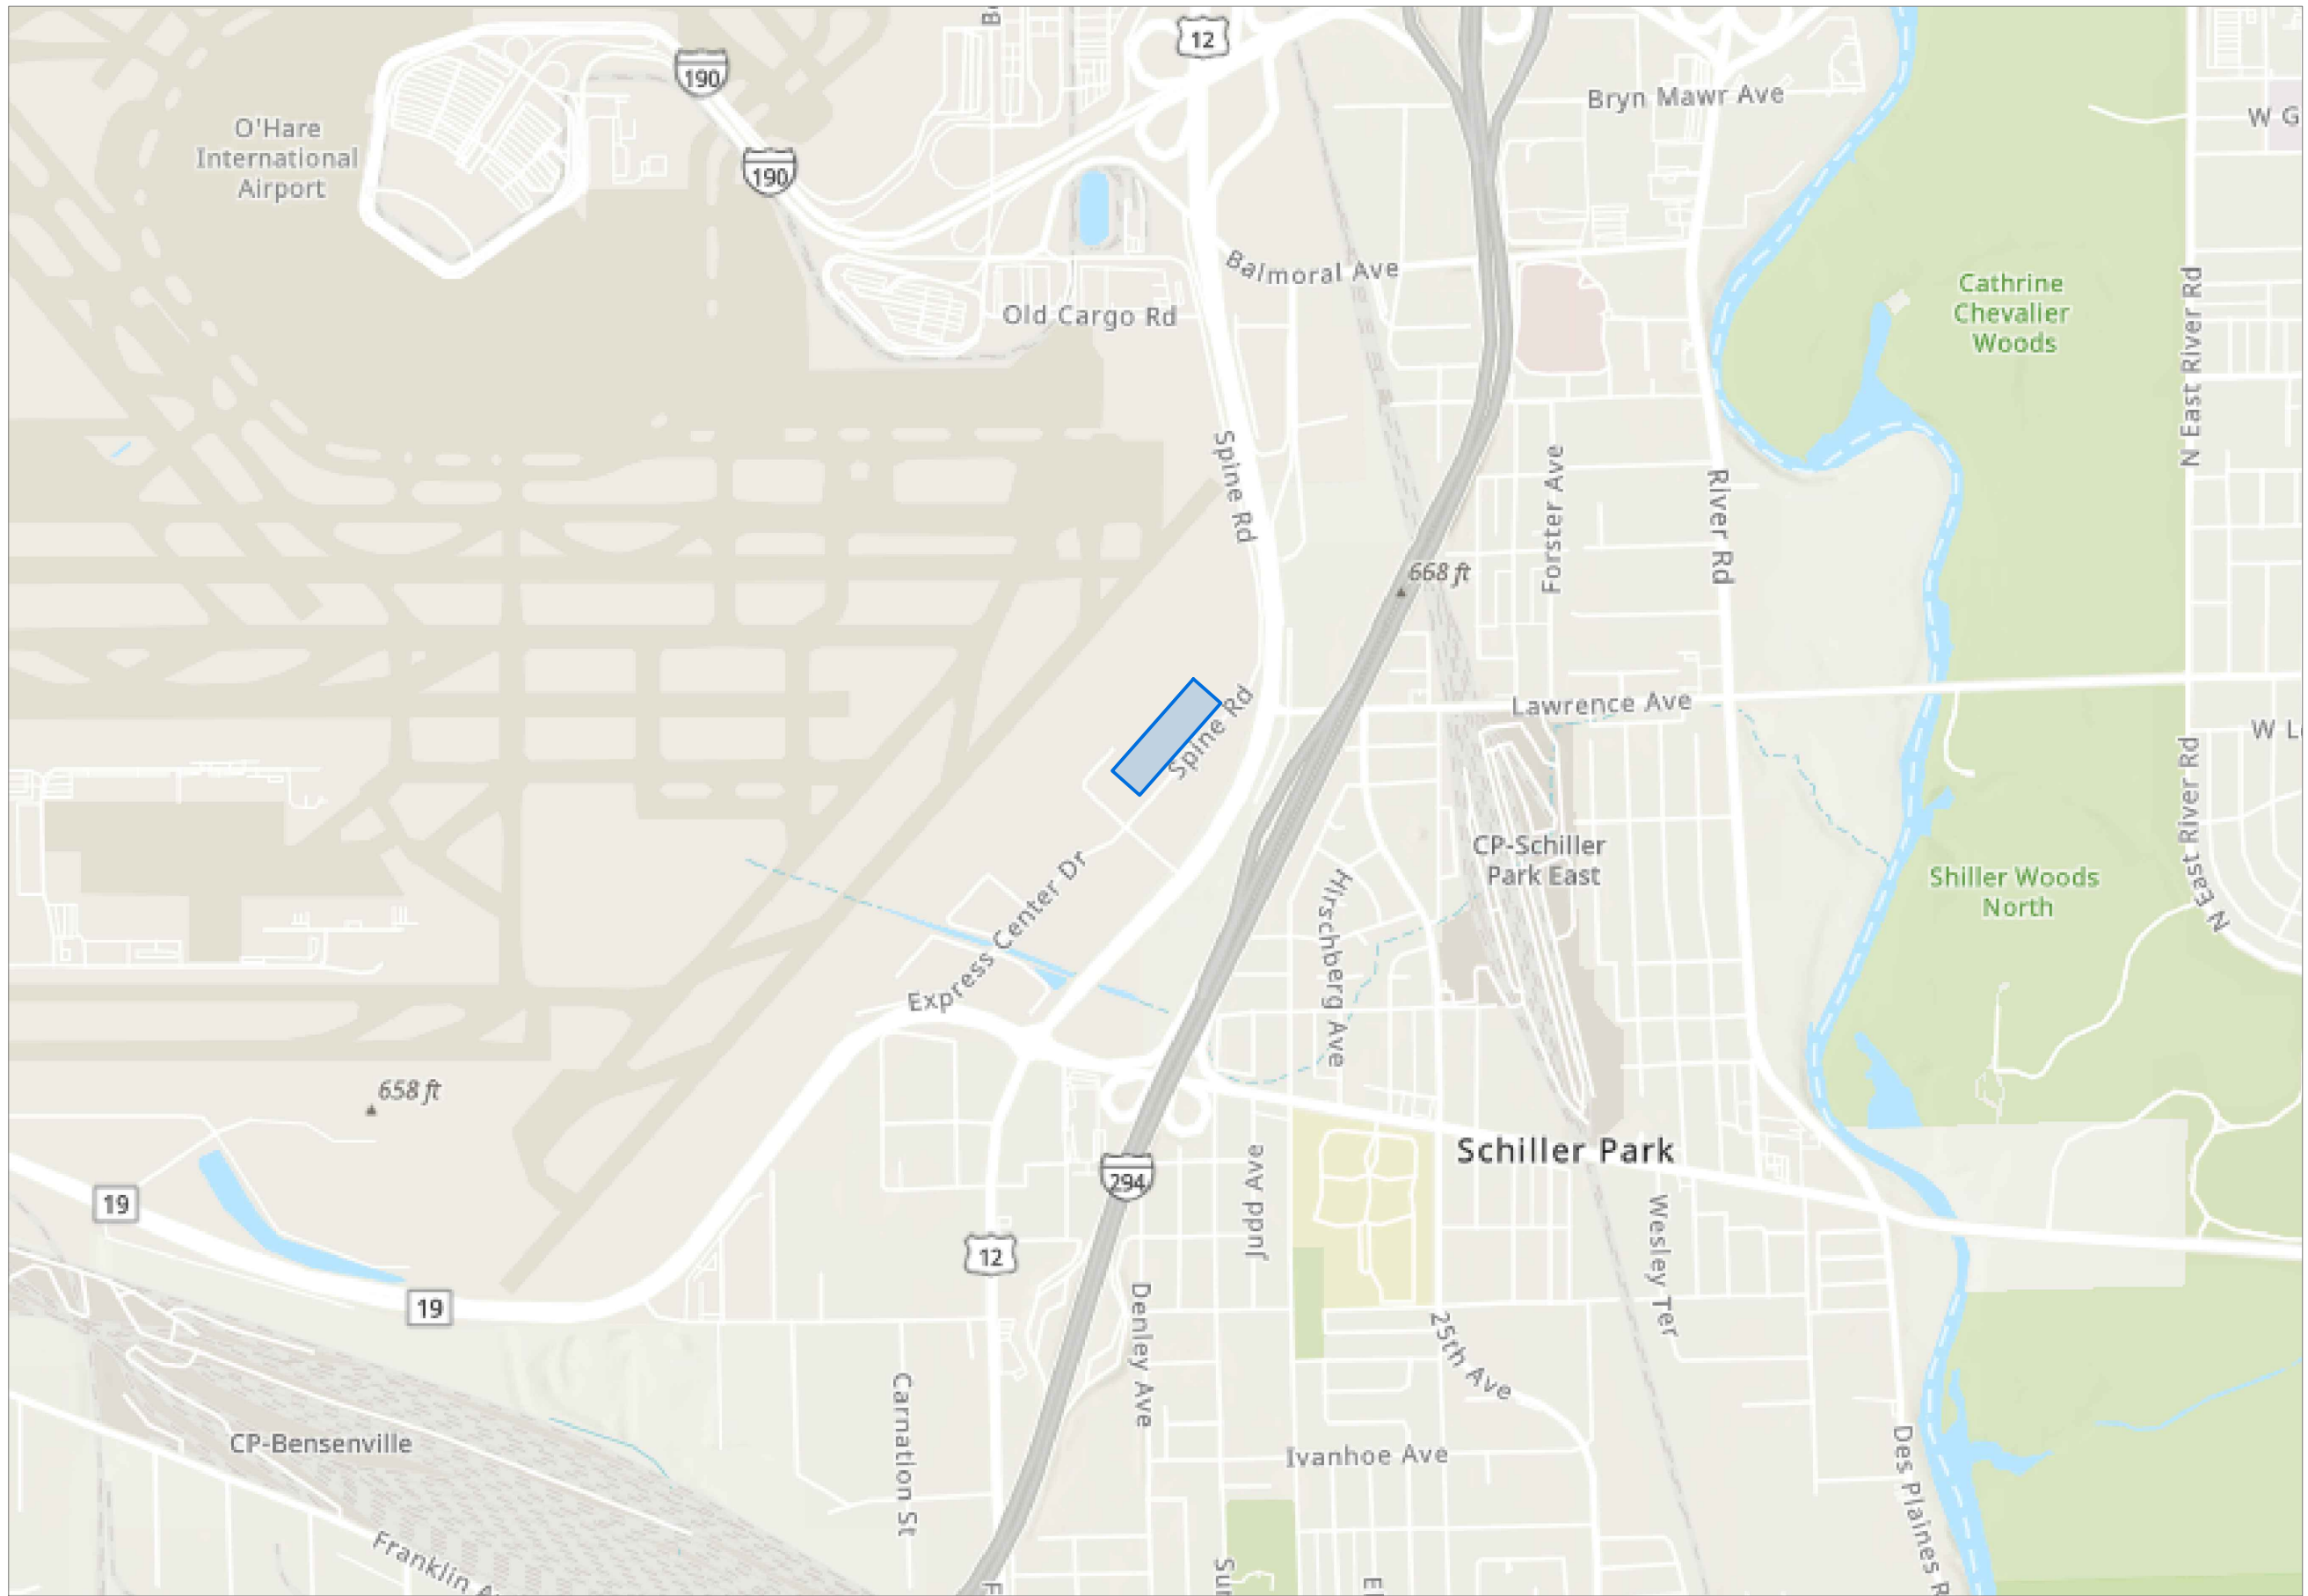 12
190
Bryn Mawr Ave
W G
O'Hare
International
Airport
190
Balmoral Ave
Old Cargo Rd
Cathrine
Chevalier
Woods
N East River Rd
Spine Rd
Forster Ave
River Rd
668 ft
Spine Rd
Lawrence Ave
W L
N East River Rd
CP-Schiller
Park East
Hirschberg Ave
Shiller Woods
North
Express Center Dr
658 ft
Schiller Park
294
Judd Ave
19
12
Wesley Ter
19
Denley Ave
25th Ave
Carnation St
CP-Bensenville
Ivanhoe Ave
Des Plaines R
Franklin A
Sur
F
E